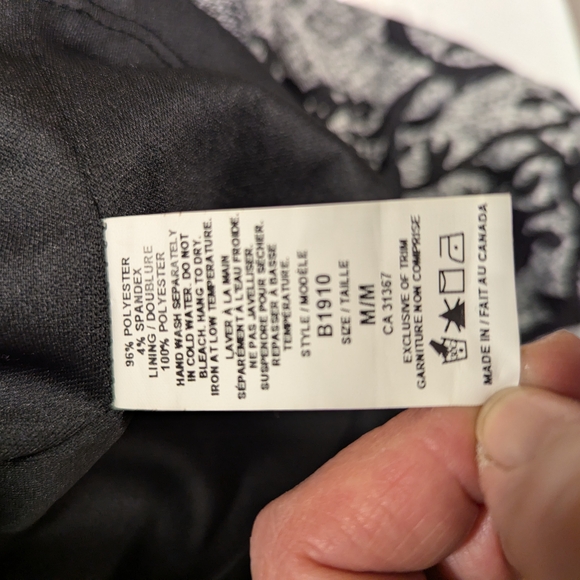 96% POLYESTER
4% SPANDEX
LINING / DOUBLURE
100% POLYESTER
HAND WASH SEPARATELY
IN COLD WATER. DO NOT
BLEACH. HANG TO DRY.
IRON AT LOW TEMPERATURE.
LAVER À LA MAIN
SÉPARÉMENT À L'EAU FROIDE.
NE PAS JAVELLISER.
SUSPENDRE POUR SÉCHER.
REPASSER À BASSE
TEMPÉRATURE.
STYLE / MODÈLE
B1910
SIZE / TAILLE
M/M
CA 31367
EXCLUSIVE OF TRIM
GARNITURE NON COMPRISE
MADE IN / FAIT AU CANADA